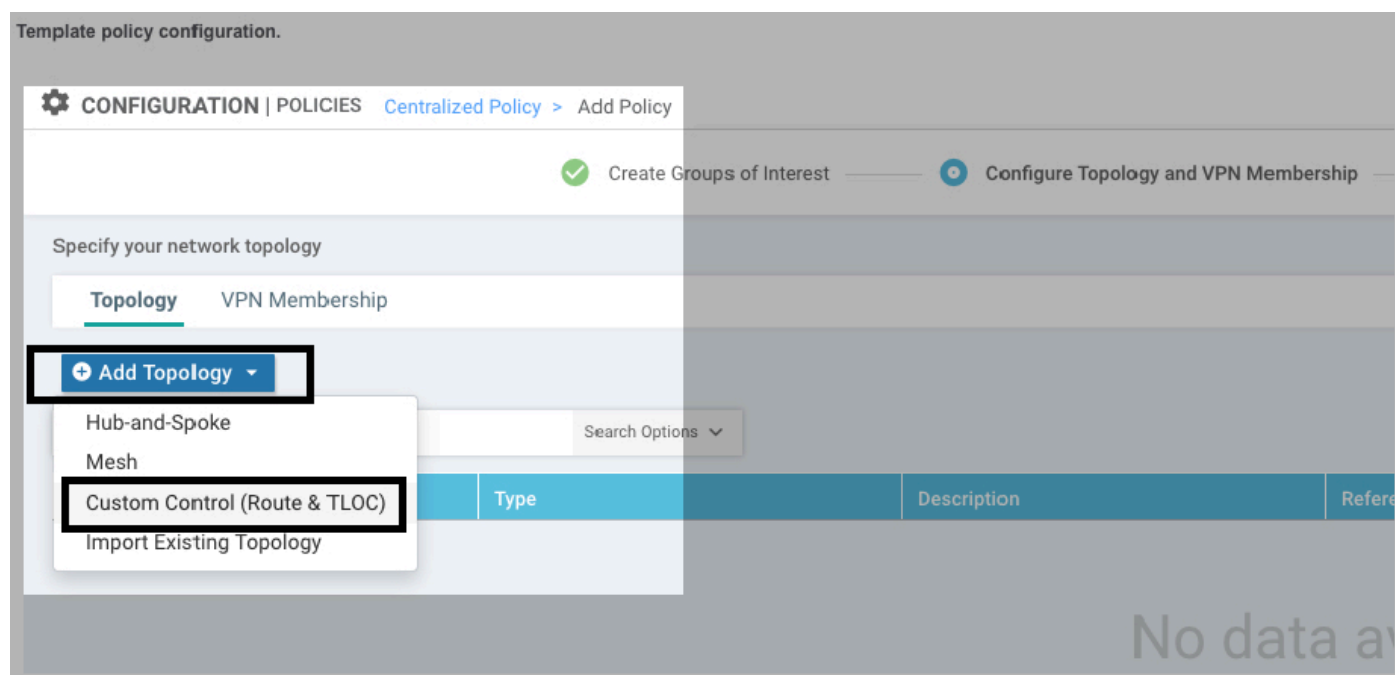 Template policy configuration.
CONFIGURATION | POLICIES Centralized Policy > Add Policy
Create Groups of Interest Configure Topology and VPN Membership
Specify your network topology
Topology VPN Membership
Add Topology
Hub-and-Spoke
Search Options
Mesh
Custom Control (Route & TLOC) Type Description
Import Existing Topology
No data